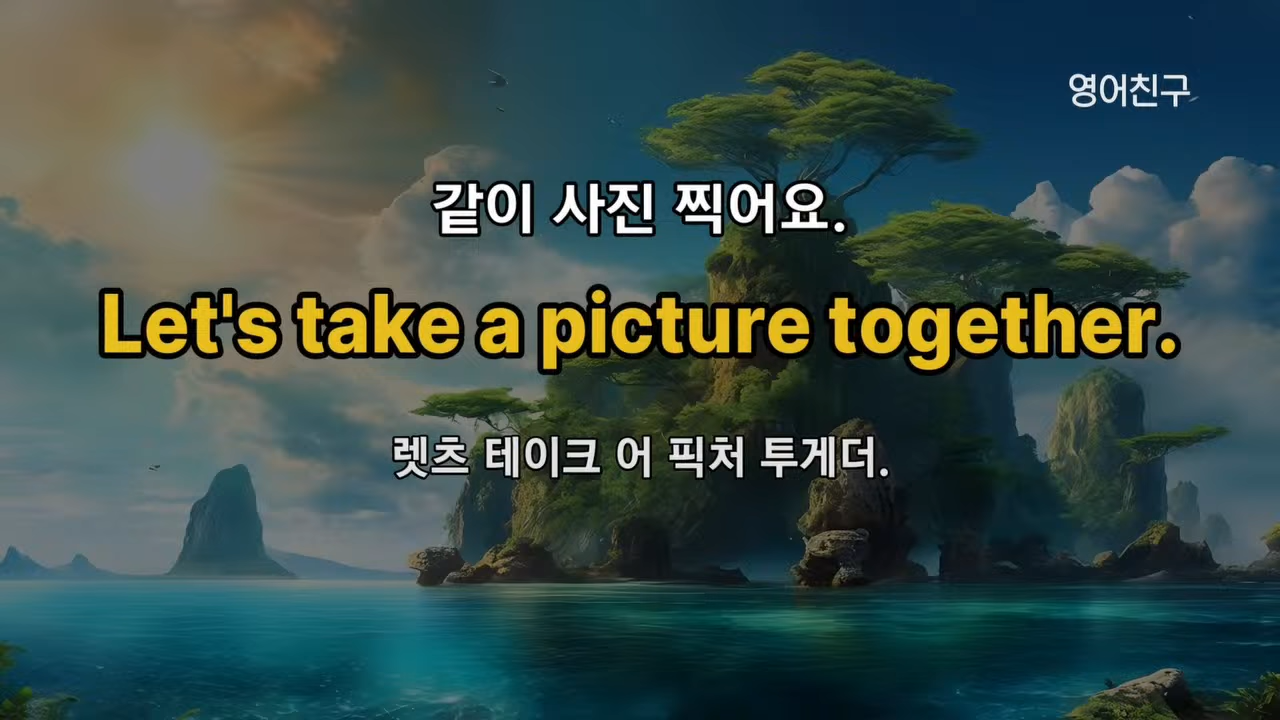 영어친구
같이 사진 찍어요.
Let's take a picture together.
렛츠 테이크 어 픽처 투게더.